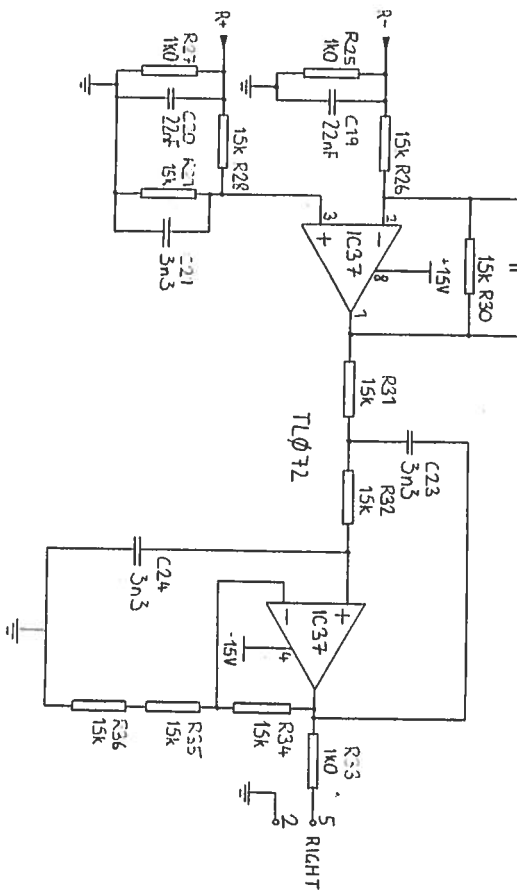 R+
R-
R27
1K0
C20
22nF
R25
1K0
C19
22nF
15k R28
15k R26
15k
C21
3n3
3
+
2
−
IC37
8
+15V
1
15k R30
R31
15k
TLØ72
C23
3n3
R32
15k
C24
3n3
+
−
IC37
4
-15V
R36
15k
R35
15k
R34
15k
R33
1K0
5
2
RIGHT